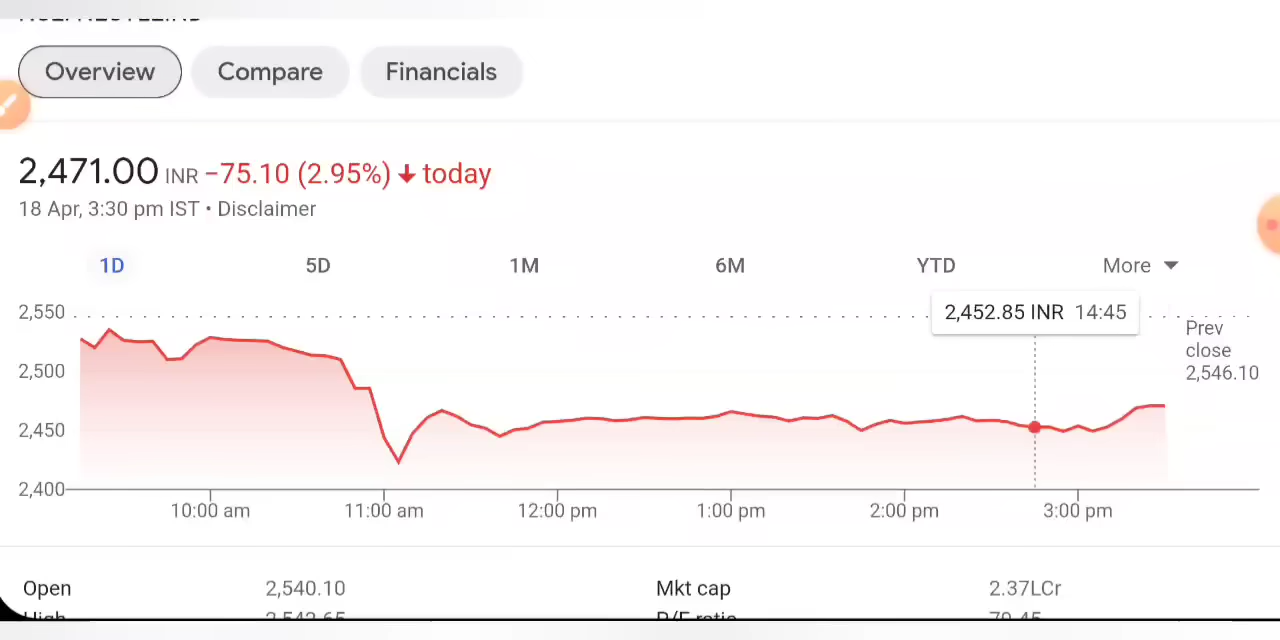 Overview Compare Financials
2,471.00 INR −75.10 (2.95%) ↓ today
18 Apr, 3:30 pm IST • Disclaimer
1D 5D 1M 6M YTD More
2,550
2,452.85 INR 14:45
Prev
close
2,546.10
2,500
2,450
2,400
10:00 am 11:00 am 12:00 pm 1:00 pm 2:00 pm 3:00 pm
Open 2,540.10 Mkt cap 2.37LCr
High P/E ratio